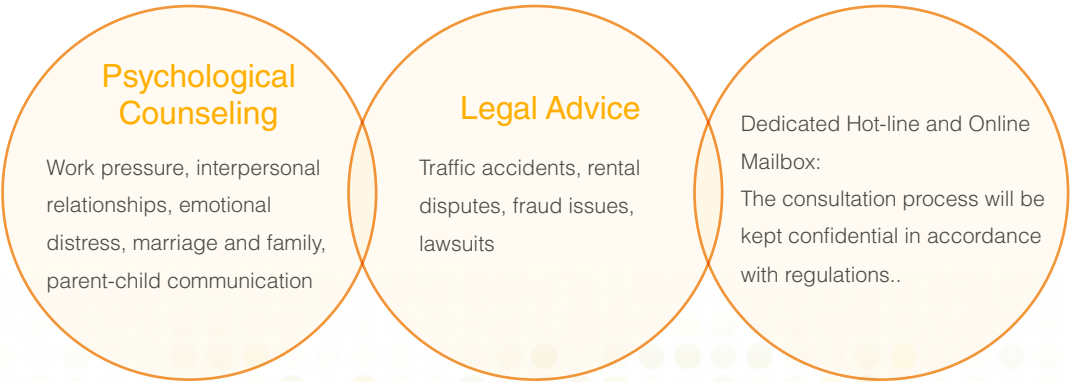 Psychological
Counseling
Work pressure, interpersonal
relationships, emotional
distress, marriage and family,
parent-child communication
Legal Advice
Traffic accidents, rental
disputes, fraud issues,
lawsuits
Dedicated Hot-line and Online
Mailbox:
The consultation process will be
kept confidential in accordance
with regulations..